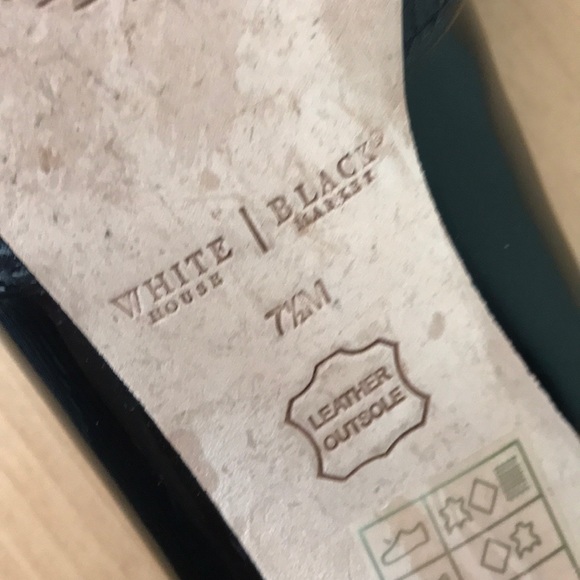 WHITE | BLACK
HOUSE MARKET
7½M
LEATHER
OUTSOLE